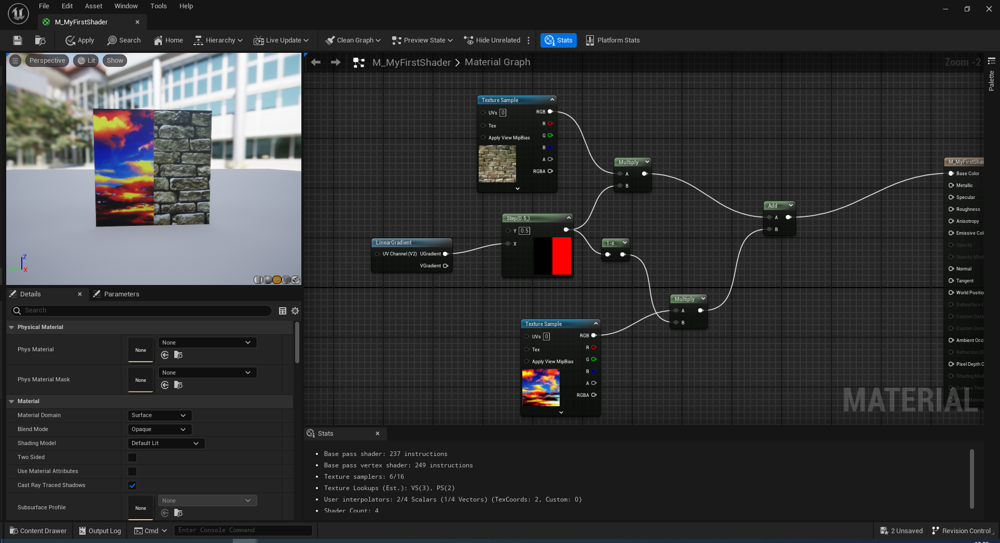 File Edit Asset Window Tools Help
M_MyFirstShader
Apply Search Home Hierarchy Live Update Clean Graph Preview State Hide Unrelated Stats Platform Stats
Perspective Lit Show
M_MyFirstShader > Material Graph
Zoom -2
Palette
Texture Sample
UVs 0 RGB
Tex R
Apply View MipBias G
B
A
RGBA
Multiply
A
B
Step(0.5,)
Y 0.5
X
LinearGradient
UV Channel (V2) UGradient
VGradient
1-x
Multiply
A
B
Add
A
B
Texture Sample
UVs 0 RGB
Tex R
Apply View MipBias G
B
A
RGBA
M_MyFirstShad
Base Color
Metallic
Specular
Roughness
Anisotropy
Emissive Colo
Opacity
Opacity Mask
Normal
Tangent
World Positio
Subsurface C
Custom Data
Custom Data
Ambient Occl
Refraction (D
Pixel Depth O
Shading Mod
Surface Thick
Front Materia
MATERIAL
Z
X
Details Parameters
Search
Physical Material
Phys Material None None
Phys Material Mask None None
Material
Material Domain Surface
Blend Mode Opaque
Shading Model Default Lit
Two Sided
Use Material Attributes
Cast Ray Traced Shadows
Subsurface Profile None None
Stats
Base pass shader: 237 instructions
Base pass vertex shader: 249 instructions
Texture samplers: 6/16
Texture Lookups (Est.): VS(3), PS(2)
User interpolators: 2/4 Scalars (1/4 Vectors) (TexCoords: 2, Custom: 0)
Shader Count: 4
Content Drawer Output Log Cmd Enter Console Command 2 Unsaved Revision Control